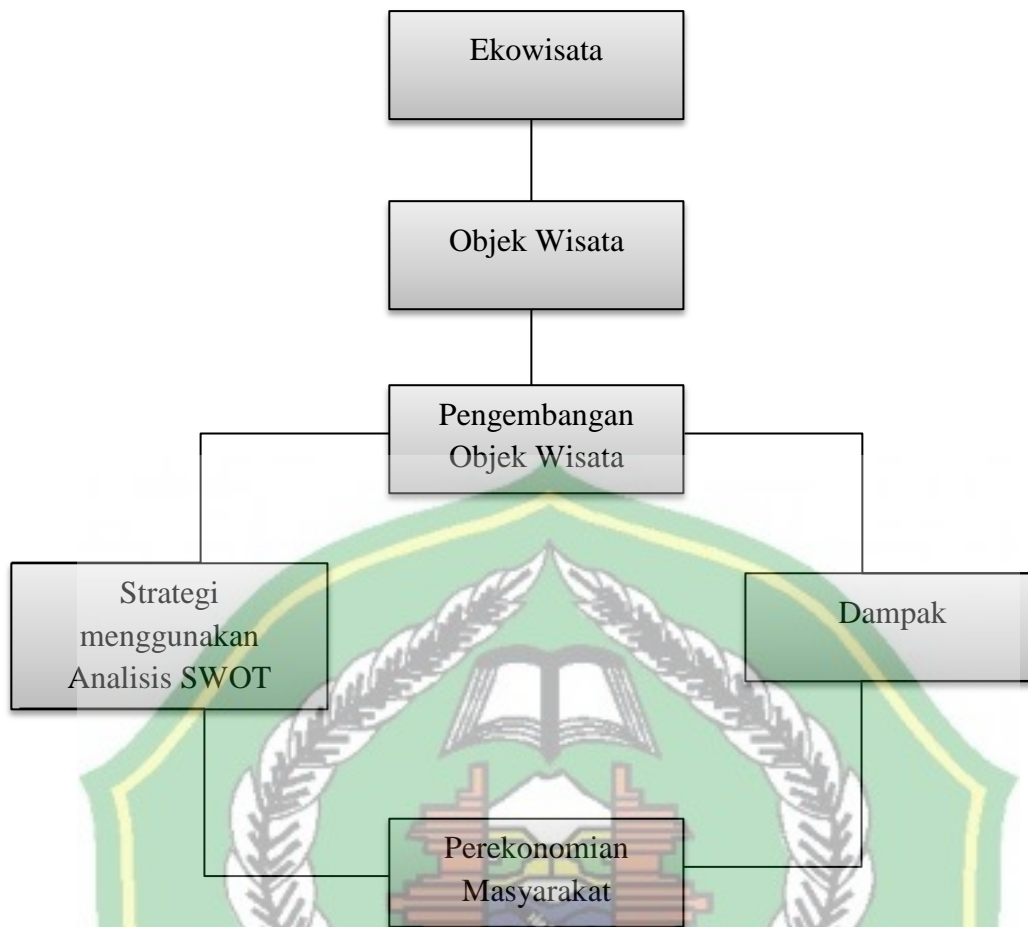 Ekowisata
Objek Wisata
Pengembangan
Objek Wisata
Strategi
menggunakan
Analisis SWOT
Dampak
Perekonomian
Masyarakat